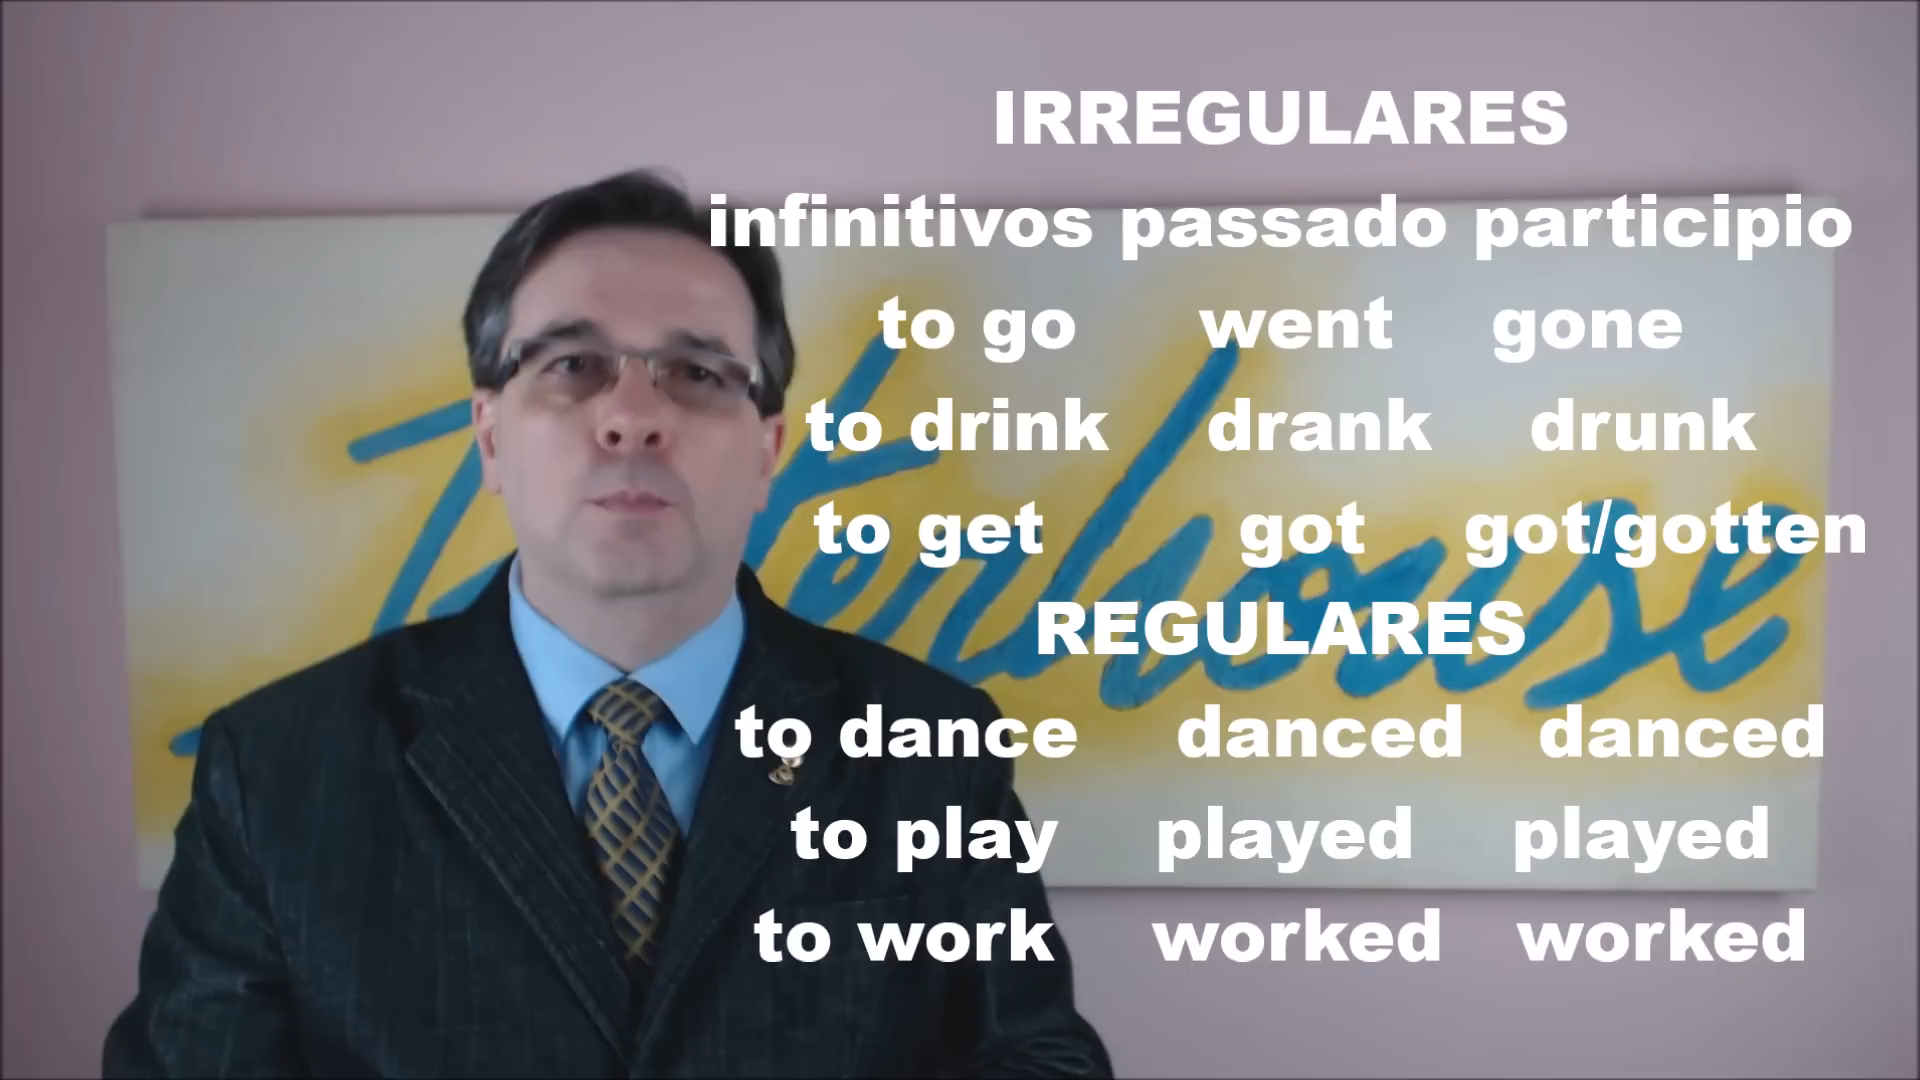 IRREGULARES
infinitivos passado participio
to go went gone
to drink drank drunk
to get got got/gotten
REGULARES
to dance danced danced
to play played played
to work worked worked
Interhouse